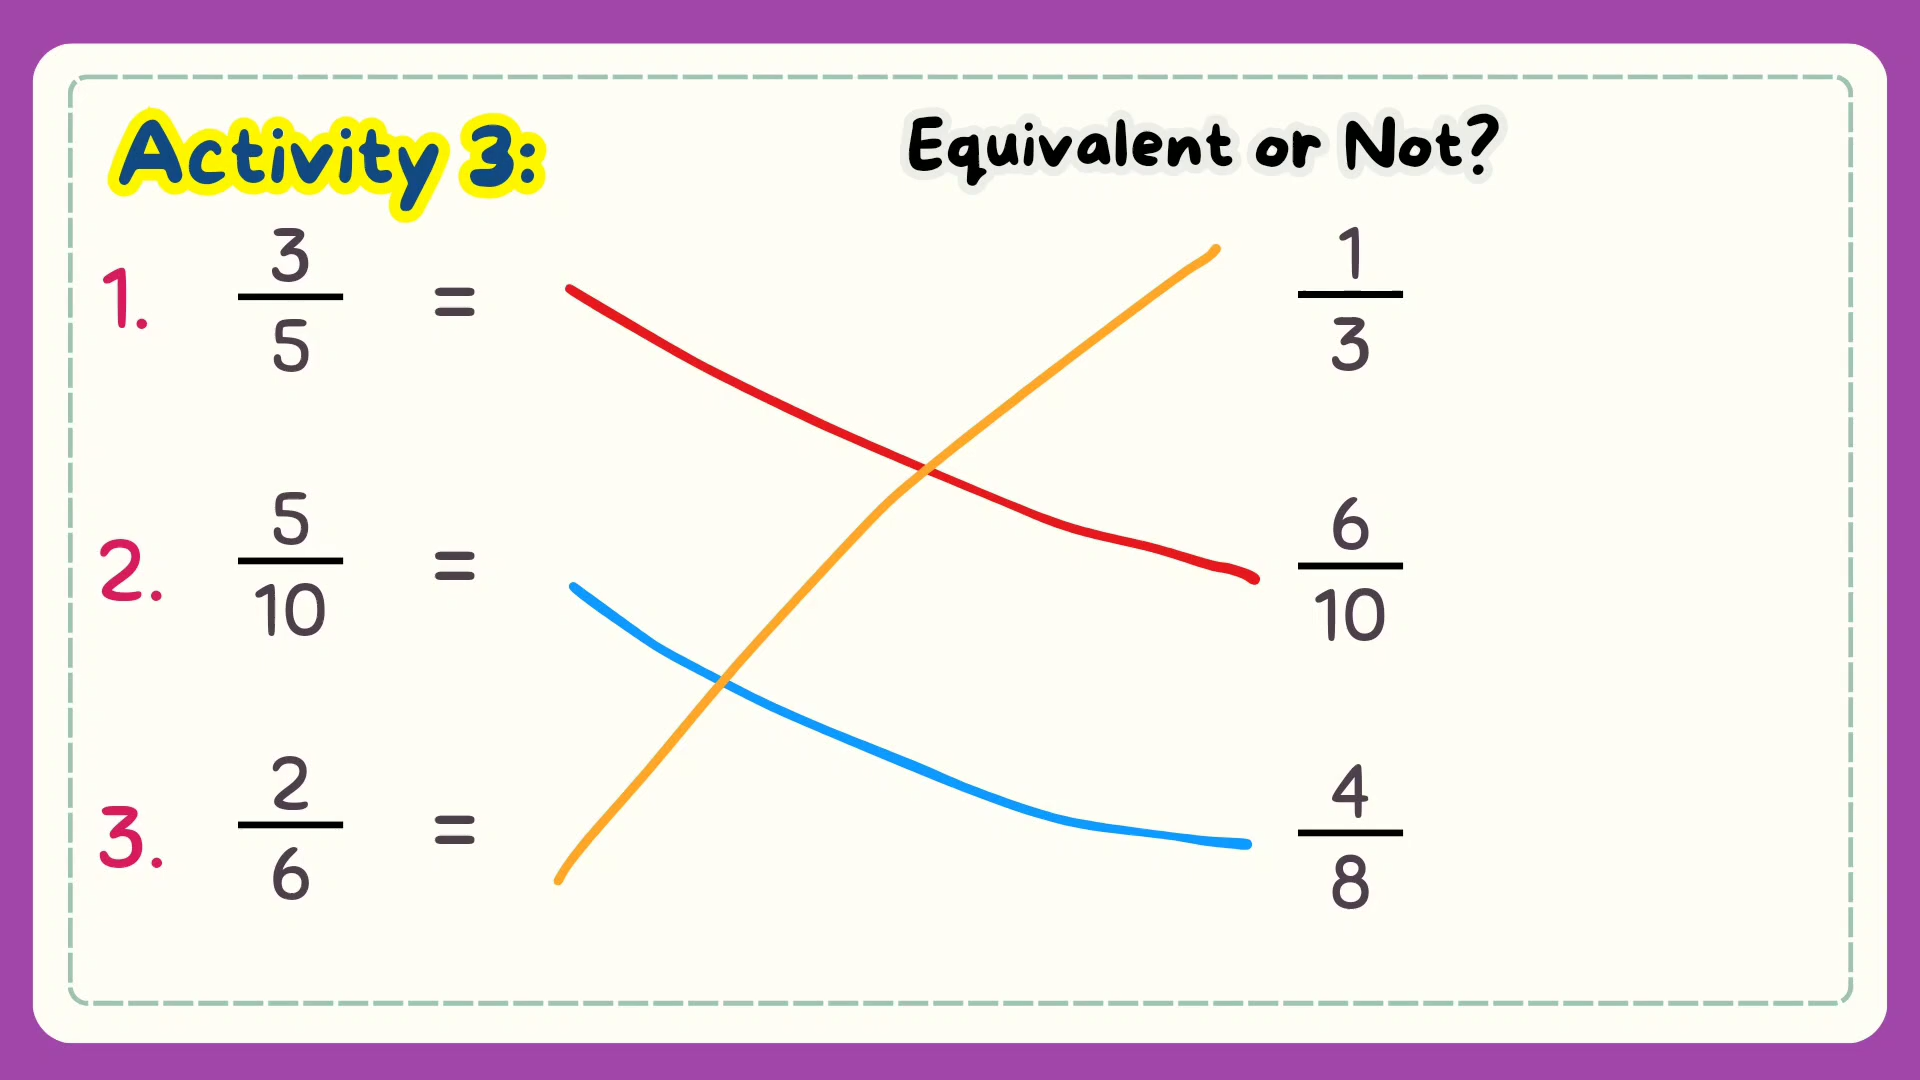 Activity 3: Equivalent or Not?
1. 3/5 = 1/3
2. 5/10 = 6/10
3. 2/6 = 4/8